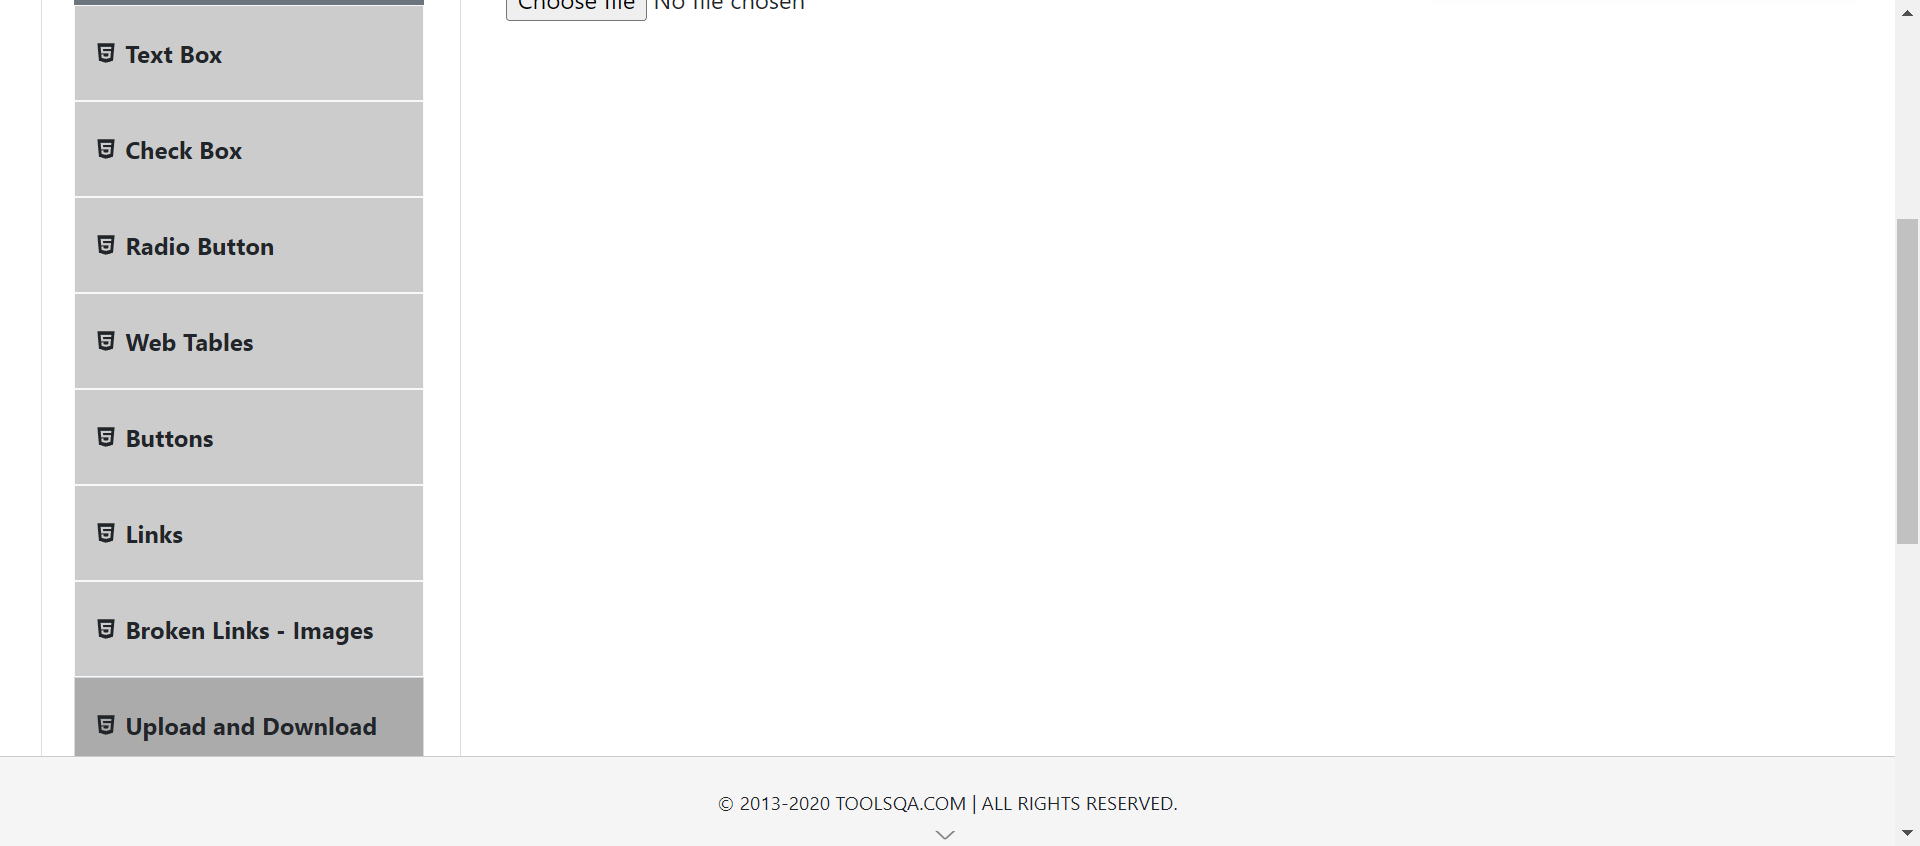 Choose file No file chosen
Text Box
Check Box
Radio Button
Web Tables
Buttons
Links
Broken Links - Images
Upload and Download
© 2013-2020 TOOLSQA.COM | ALL RIGHTS RESERVED.